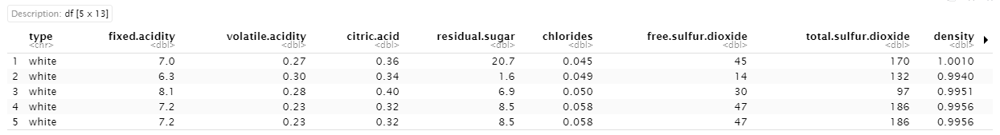 Description: df [5 x 13]
type fixed.acidity volatile.acidity citric.acid residual.sugar chlorides free.sulfur.dioxide total.sulfur.dioxide density
<chr> <dbl> <dbl> <dbl> <dbl> <dbl> <dbl> <dbl> <dbl>
1 white 7.0 0.27 0.36 20.7 0.045 45 170 1.0010
2 white 6.3 0.30 0.34 1.6 0.049 14 132 0.9940
3 white 8.1 0.28 0.40 6.9 0.050 30 97 0.9951
4 white 7.2 0.23 0.32 8.5 0.058 47 186 0.9956
5 white 7.2 0.23 0.32 8.5 0.058 47 186 0.9956